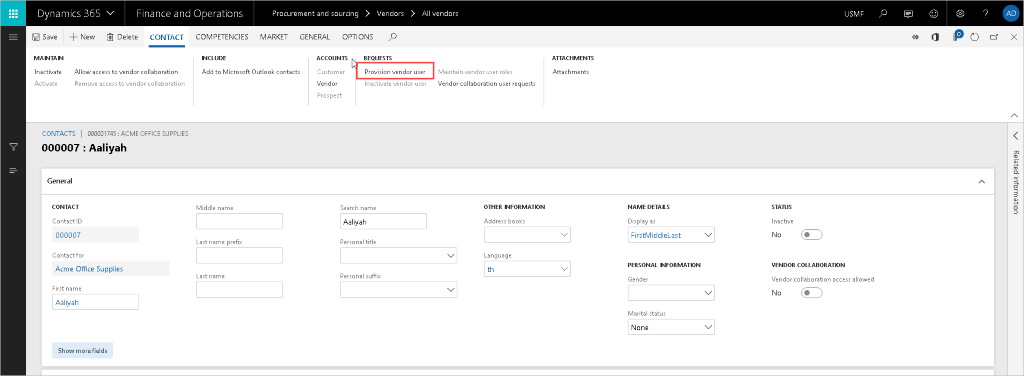 Dynamics 365
Finance and Operations
Procurement and sourcing > Vendors > All vendors
USMF
?
AD
Save
+ New
Delete
CONTACT
COMPETENCIES
MARKET
GENERAL
OPTIONS
0
MAINTAIN
Inactivate
Activate
Allow access to vendor collaboration
Remove access to vendor collaboration
INCLUDE
Add to Microsoft Outlook contacts
ACCOUNTS
Customer
Vendor
Prospect
REQUESTS
Provision vendor user
Inactivate vendor user
Maintain vendor user roles
Vendor collaboration user requests
ATTACHMENTS
Attachments
CONTACTS | 000001745 : ACME OFFICE SUPPLIES
000007 : Aaliyah
Related information
General
CONTACT
Contact ID
000007
Contact for
Acme Office Supplies
First name
Aaliyah
Middle name
Last name prefix
Last name
Search name
Aaliyah
Personal title
Personal suffix
OTHER INFORMATION
Address books
Language
th
NAME DETAILS
Display as
FirstMiddleLast
PERSONAL INFORMATION
Gender
Marital status
None
STATUS
Inactive
No
VENDOR COLLABORATION
Vendor collaboration access allowed
No
Show more fields